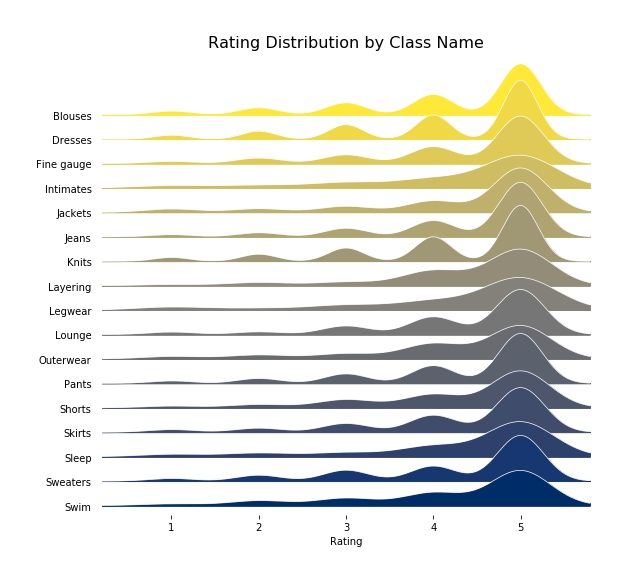 Rating Distribution by Class Name
Blouses
Dresses
Fine gauge
Intimates
Jackets
Jeans
Knits
Layering
Legwear
Lounge
Outerwear
Pants
Shorts
Skirts
Sleep
Sweaters
Swim
1 2 3 4 5
Rating